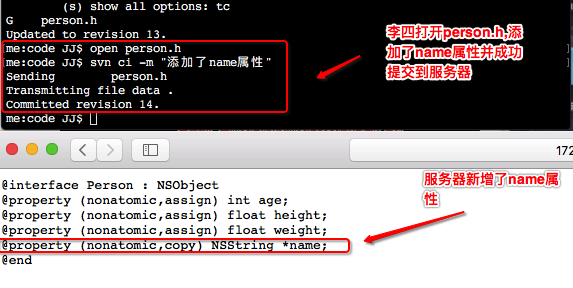 (s) show all options: tc
G    person.h
Updated to revision 13.
me:code JJ$ open person.h
me:code JJ$ svn ci -m "添加了name属性"
Sending        person.h
Transmitting file data .
Committed revision 14.
me:code JJ$
李四打开person.h,添
加了name属性并成功
提交到服务器
172
@interface Person : NSObject
@property (nonatomic,assign) int age;
@property (nonatomic,assign) float height;
@property (nonatomic,assign) float weight;
@property (nonatomic,copy) NSString *name;
@end
服务器新增了name属
性